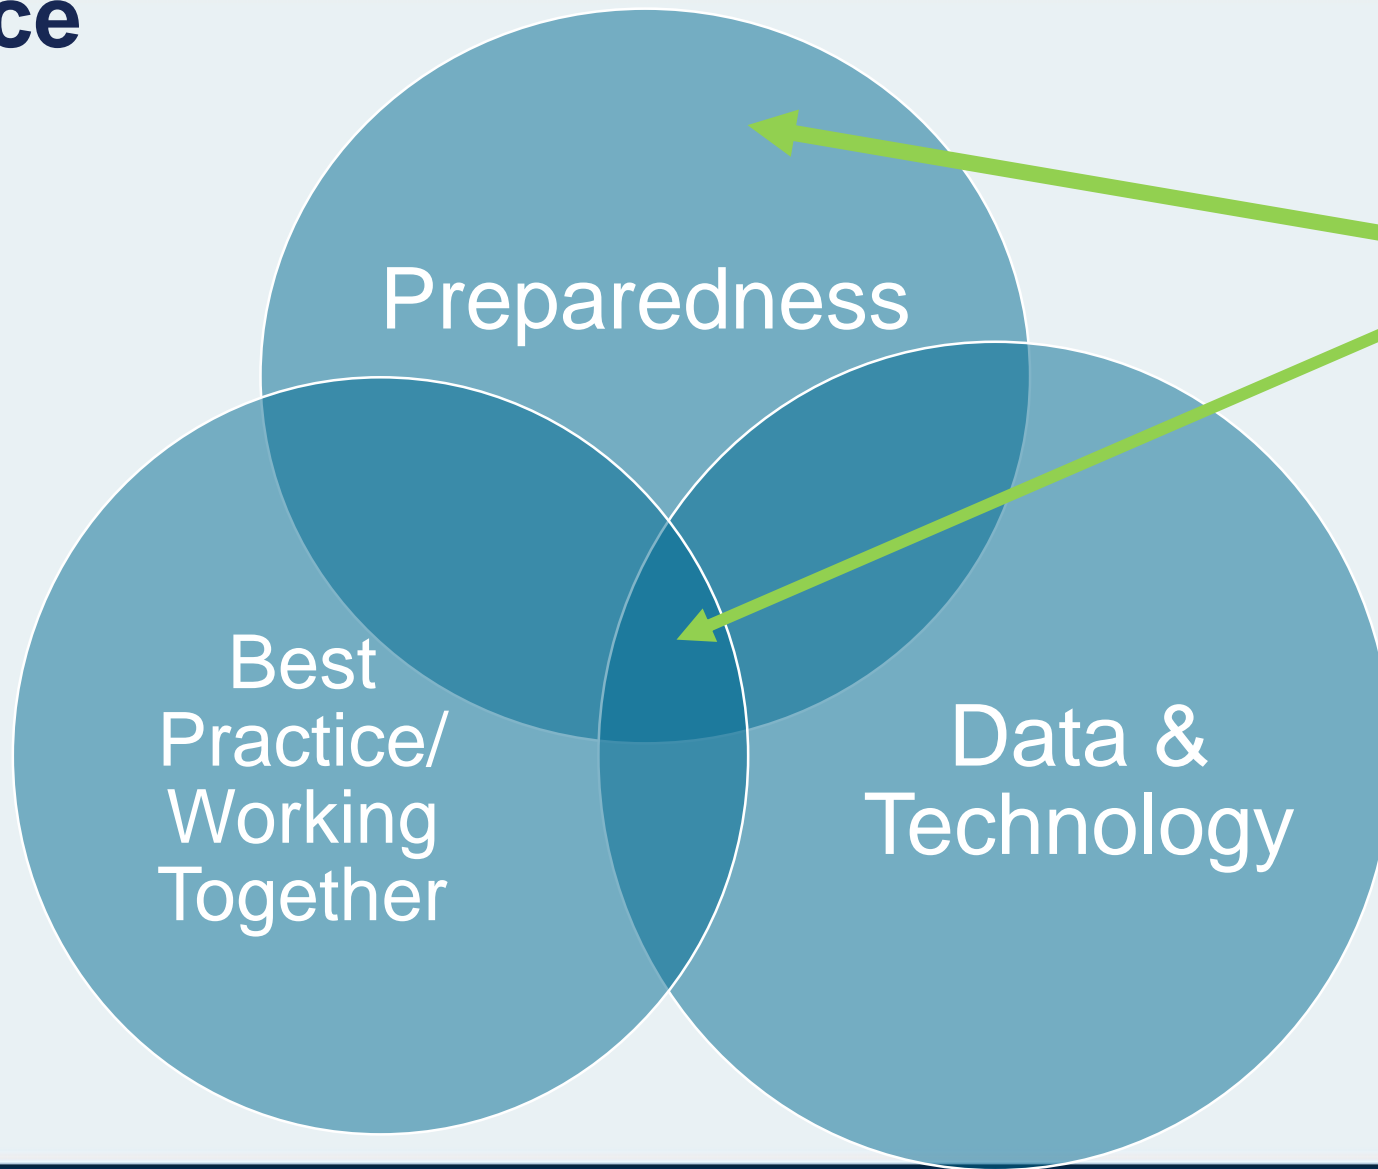 ce
Preparedness
Best
Practice/
Working
Together
Data &
Technology